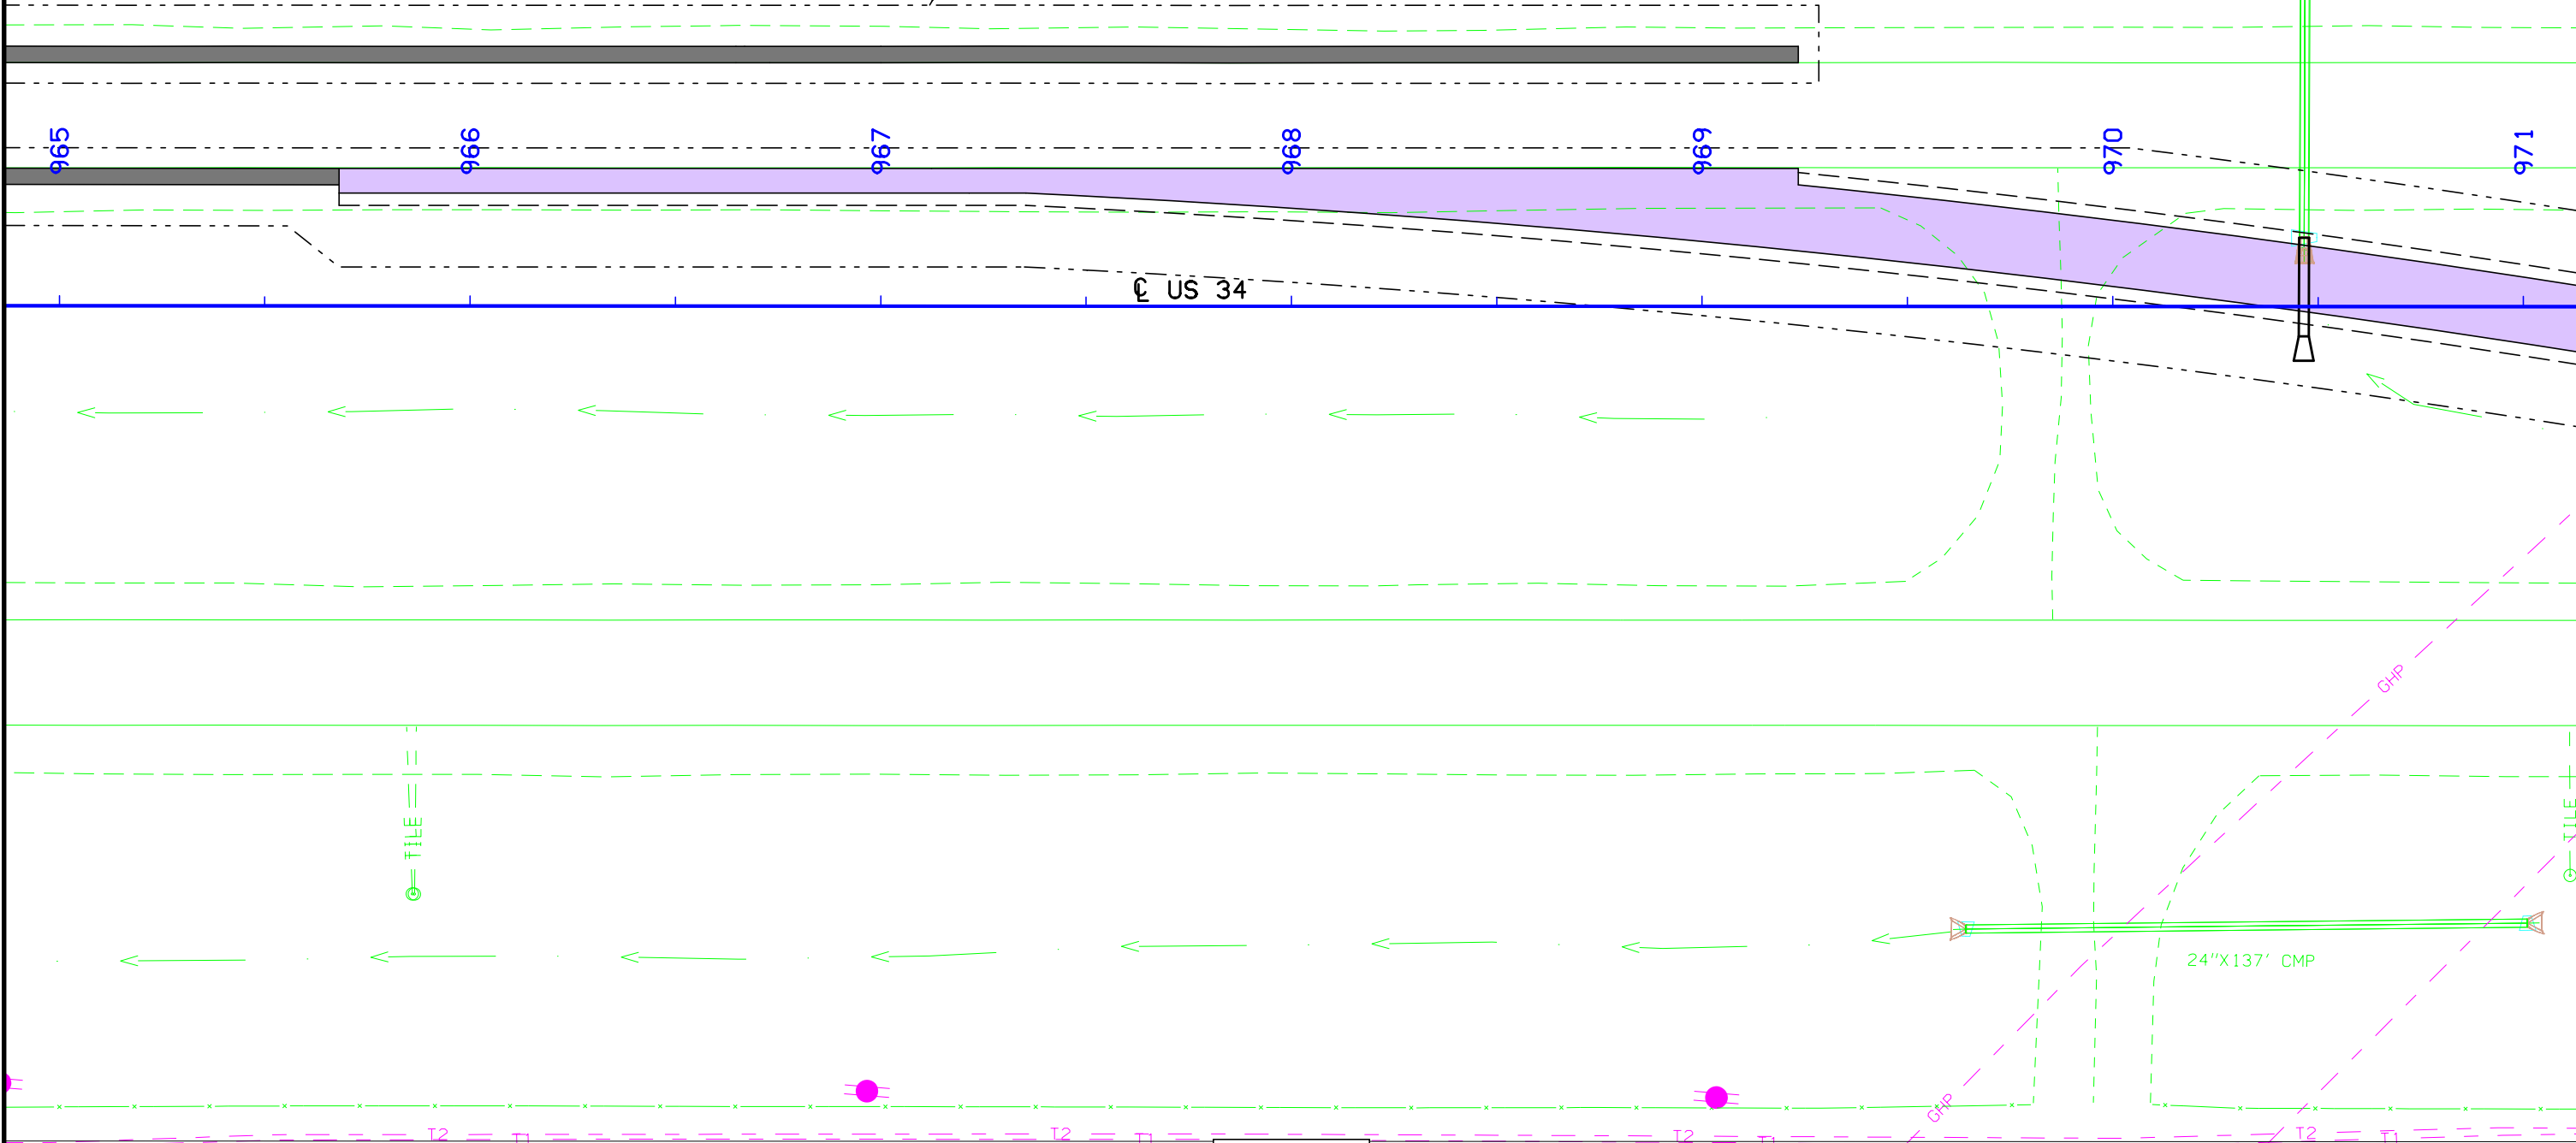 965 966 967 968 969 970 971
℄ US 34
GHP
TILE
TILE
24"X137' CMP
GHP
T2 T1 T2 T1 T2 T1 T2 T1